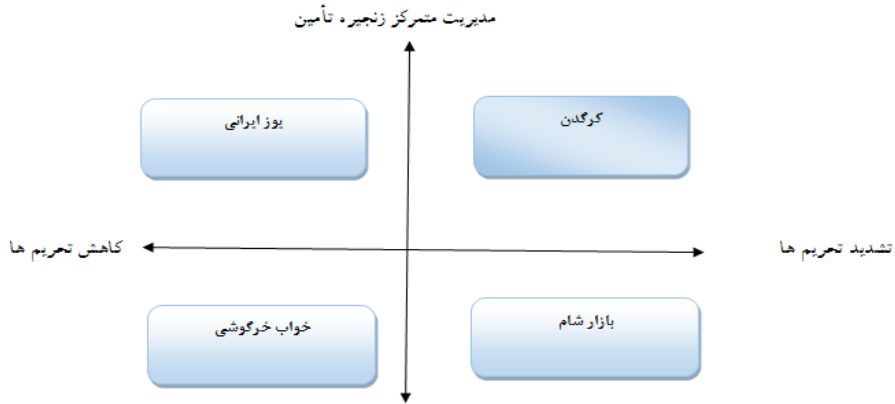 مدیریت متمرکز زنجیره تأمین
کرگدن
یوز ایرانی
تشدید تحریم ها
کاهش تحریم ها
بازار شام
خواب خرگوشی